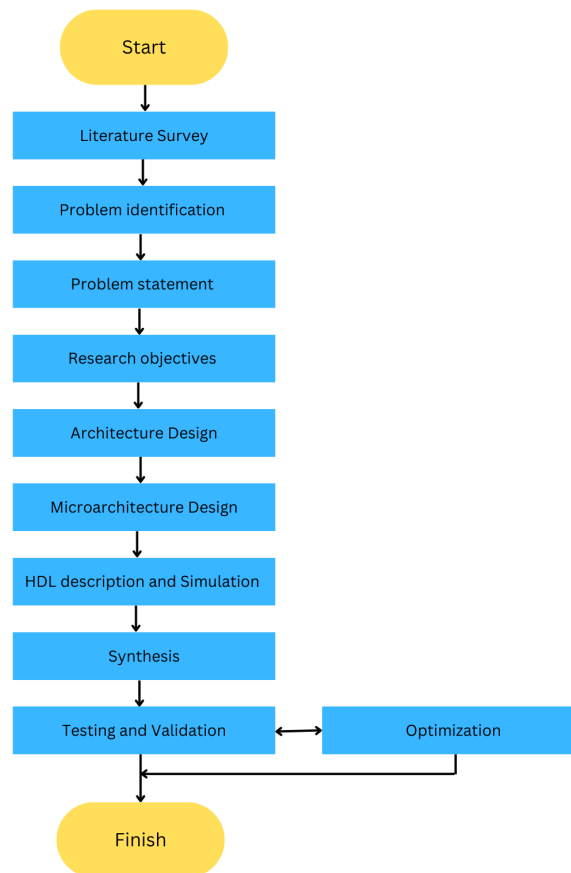 Start
Literature Survey
Problem identification
Problem statement
Research objectives
Architecture Design
Microarchitecture Design
HDL description and Simulation
Synthesis
Testing and Validation
Optimization
Finish